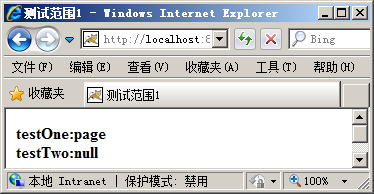 测试范围1 - Windows Internet Explorer
http://localhost:8
Bing
文件(F) 编辑(E) 查看(V) 收藏夹(A) 工具(T) 帮助(H)
收藏夹 测试范围1
testOne:page
testTwo:null
本地 Intranet | 保护模式: 禁用 100%